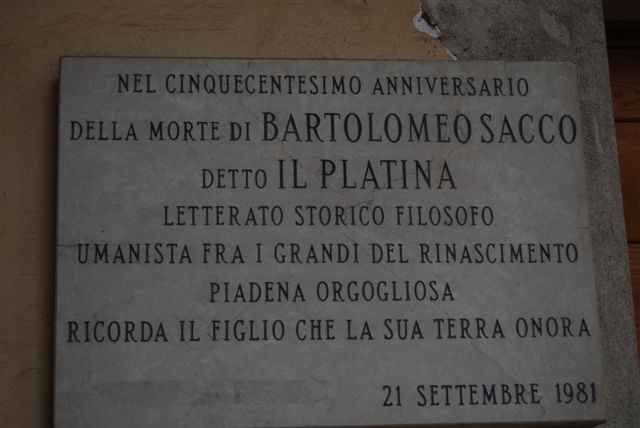 NEL CINQUECENTESIMO ANNIVERSARIO
DELLA MORTE DI BARTOLOMEO SACCO
DETTO IL PLATINA
LETTERATO STORICO FILOSOFO
UMANISTA FRA I GRANDI DEL RINASCIMENTO
PIADENA ORGOGLIOSA
RICORDA IL FIGLIO CHE LA SUA TERRA ONORA
21 SETTEMBRE 1981